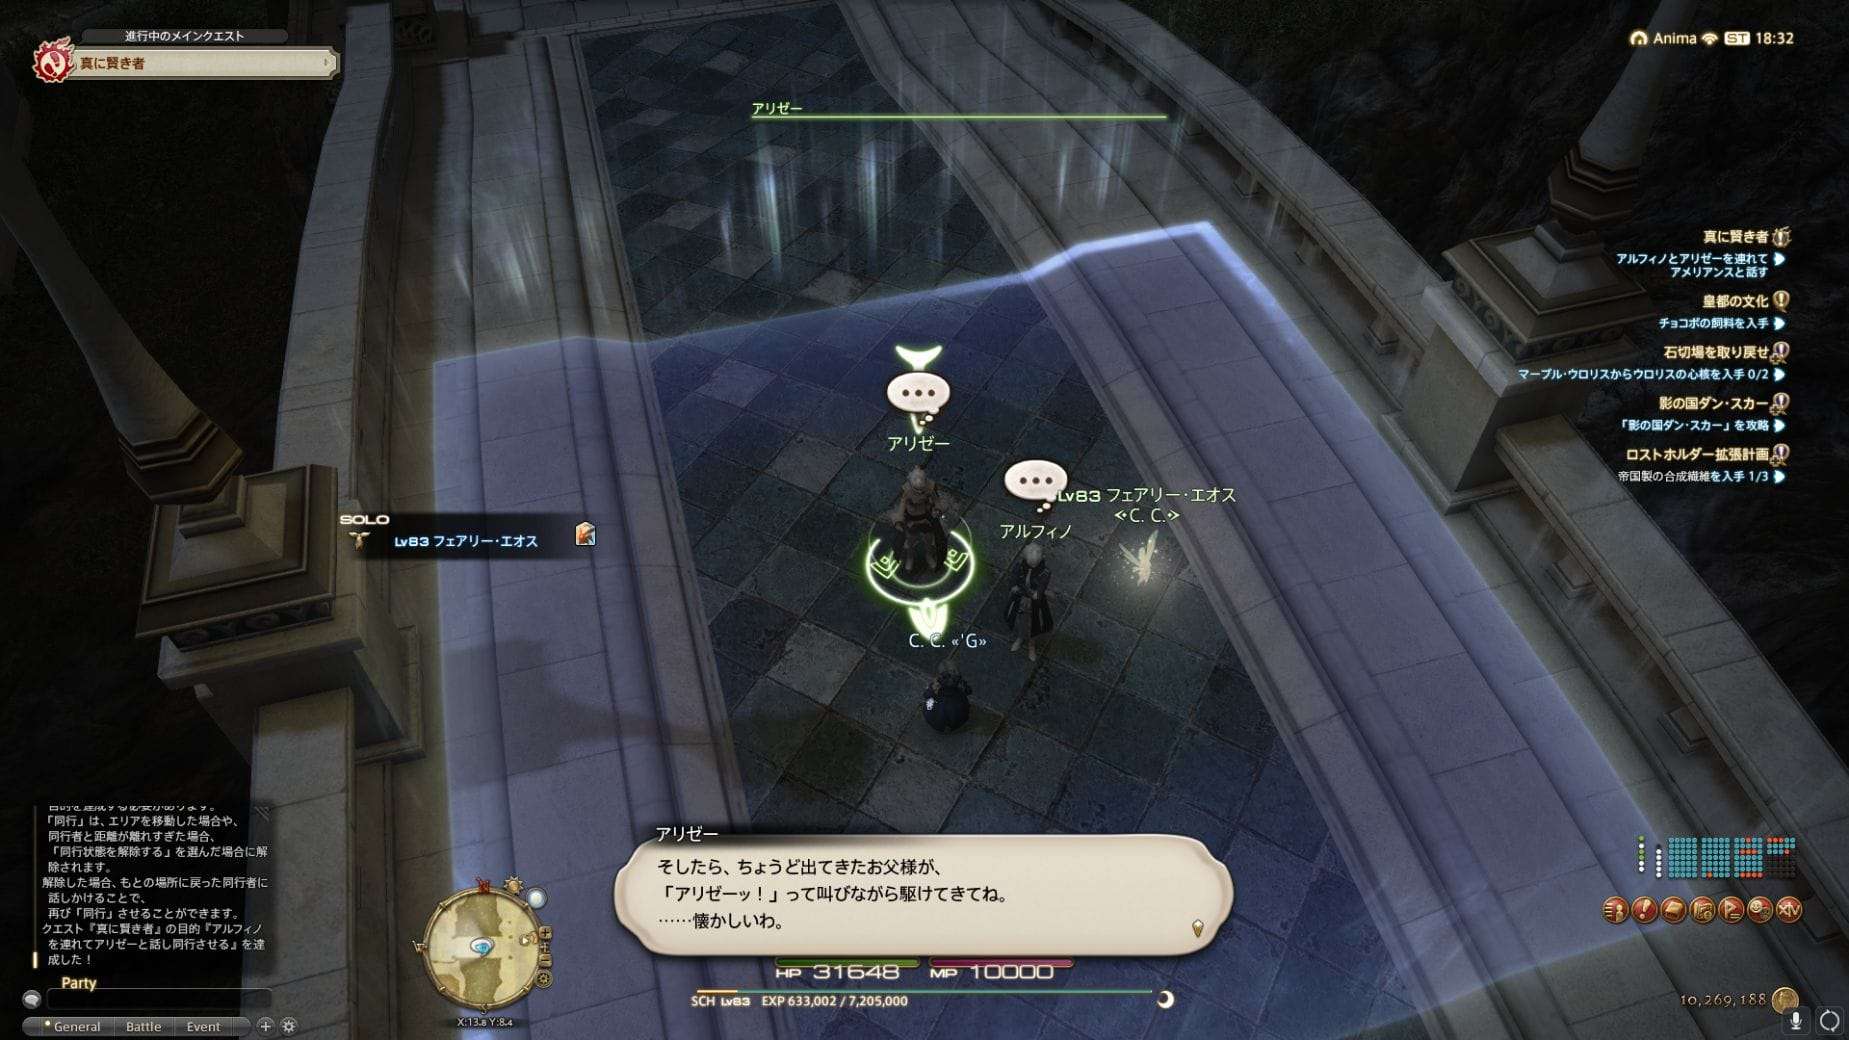 進行中のメインクエスト
真に賢き者
Anima ST 18:32
アリゼー
真に賢き者
アルフィノとアリゼーを連れて
アメリアンスと話す
皇都の文化
チョコボの飼料を入手
石切場を取り戻せ
マーブル・ウロリスからウロリスの心核を入手 0/2
影の国ダン・スカー
「影の国ダン・スカー」を攻略
ロストホルダー拡張計画
帝国製の合成繊維を入手 1/3
アリゼー
Lv83 フェアリー・エオス
«C. C.»
アルフィノ
SOLO
Lv83 フェアリー・エオス
C. C. «'G»
目的を達成する必要があります。
「同行」は、エリアを移動した場合や、
同行者と距離が離れすぎた場合、
「同行状態を解除する」を選んだ場合に解
除されます。
解除した場合、もとの場所に戻った同行者に
話しかけることで、
再び「同行」させることができます。
クエスト『真に賢き者』の目的『アルフィノ
を連れてアリゼーと話し同行させる』を達
成した！
Party
General Battle Event
X:13.8 Y:8.4
アリゼー
そしたら、ちょうど出てきたお父様が、
「アリゼーッ！」って叫びながら駆けてきてね。
……懐かしいわ。
HP 31648 MP 10000
SCH Lv83 EXP 633,002 / 7,205,000
10,269,188